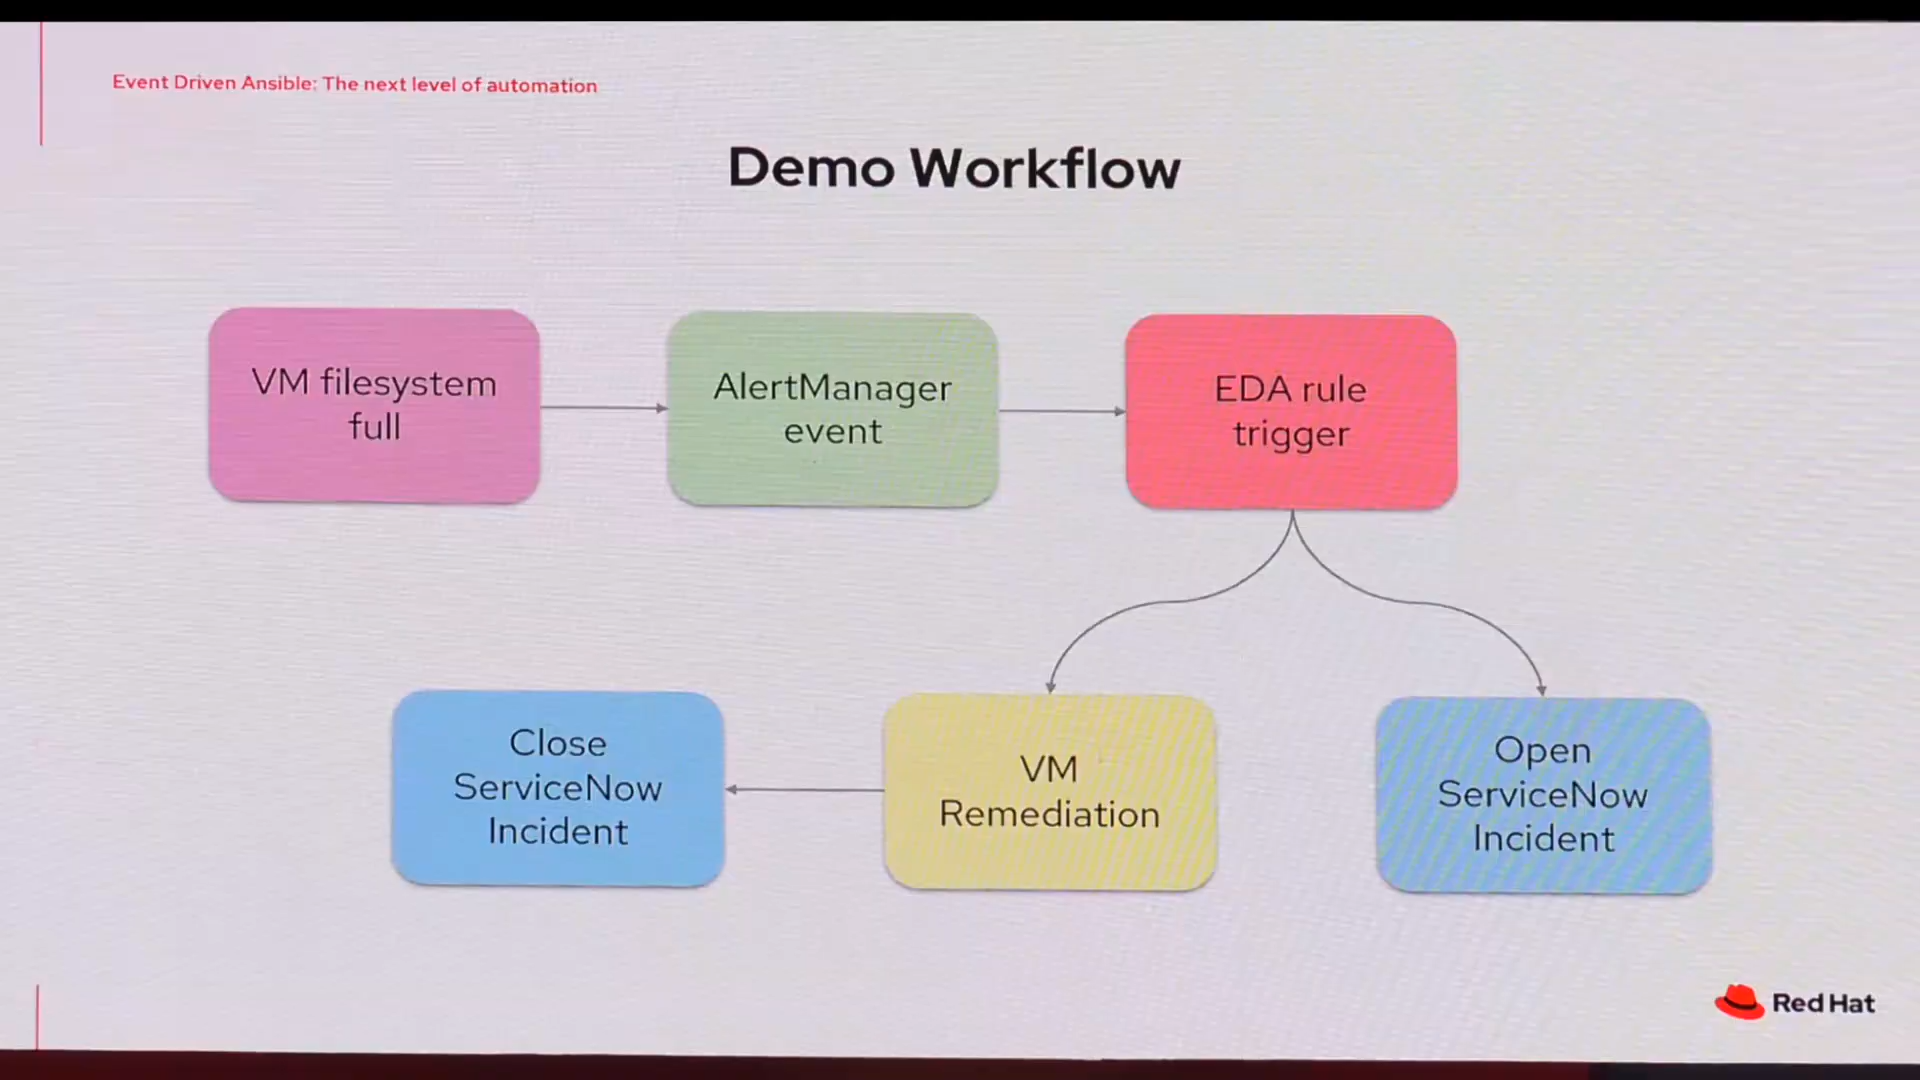 Event Driven Ansible: The next level of automation
Demo Workflow
VM filesystem
full
AlertManager
event
EDA rule
trigger
Close
ServiceNow
Incident
VM
Remediation
Open
ServiceNow
Incident
Red Hat